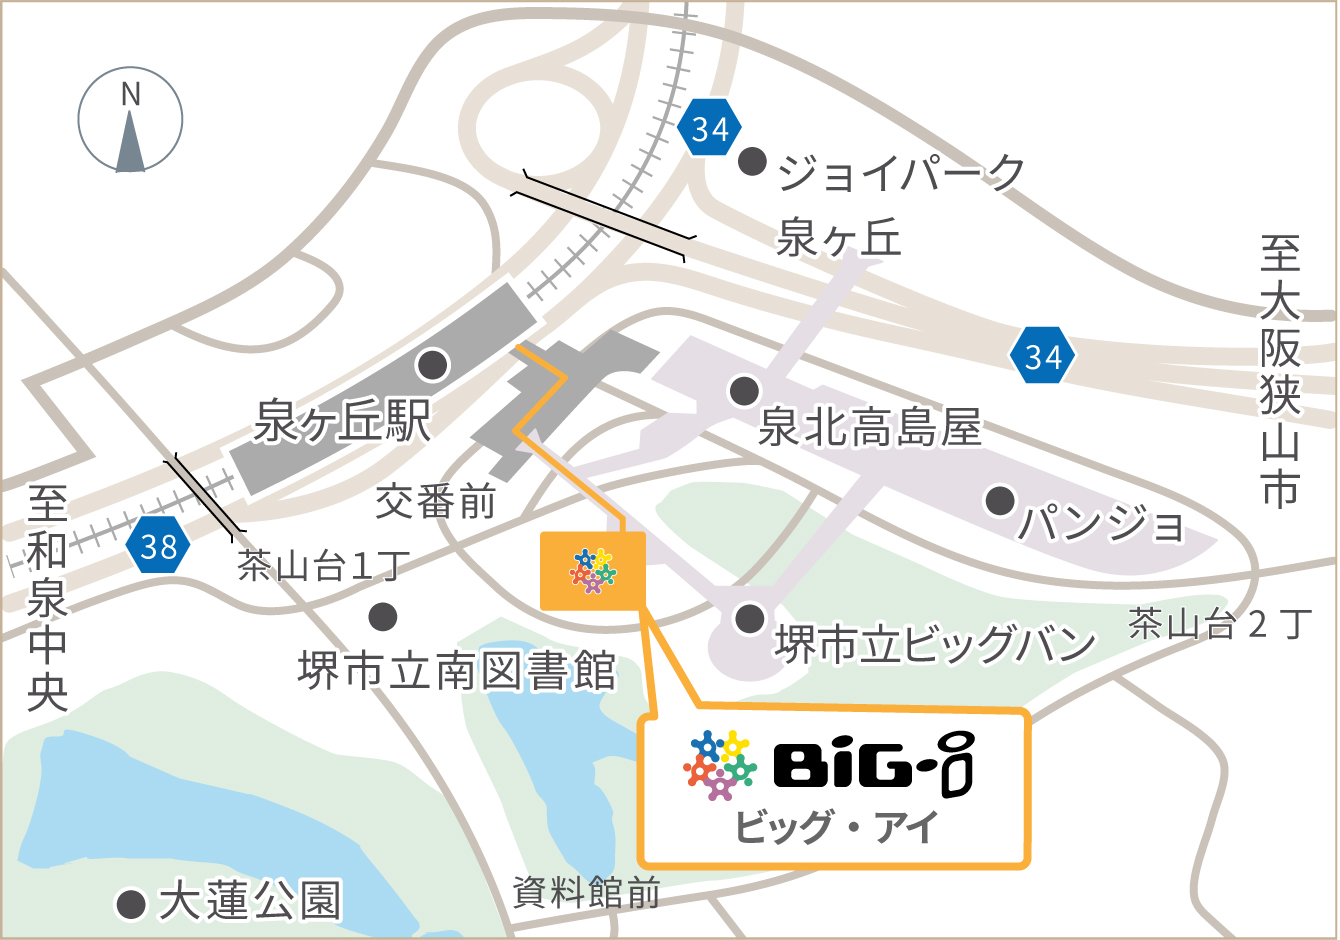 N
34
ジョイパーク
泉ヶ丘
至大阪狭山市
34
泉ヶ丘駅
泉北高島屋
パンジョ
交番前
至和泉中央
38
茶山台1丁
茶山台2丁
堺市立ビッグバン
堺市立南図書館
BiG-i
ビッグ・アイ
資料館前
大蓮公園